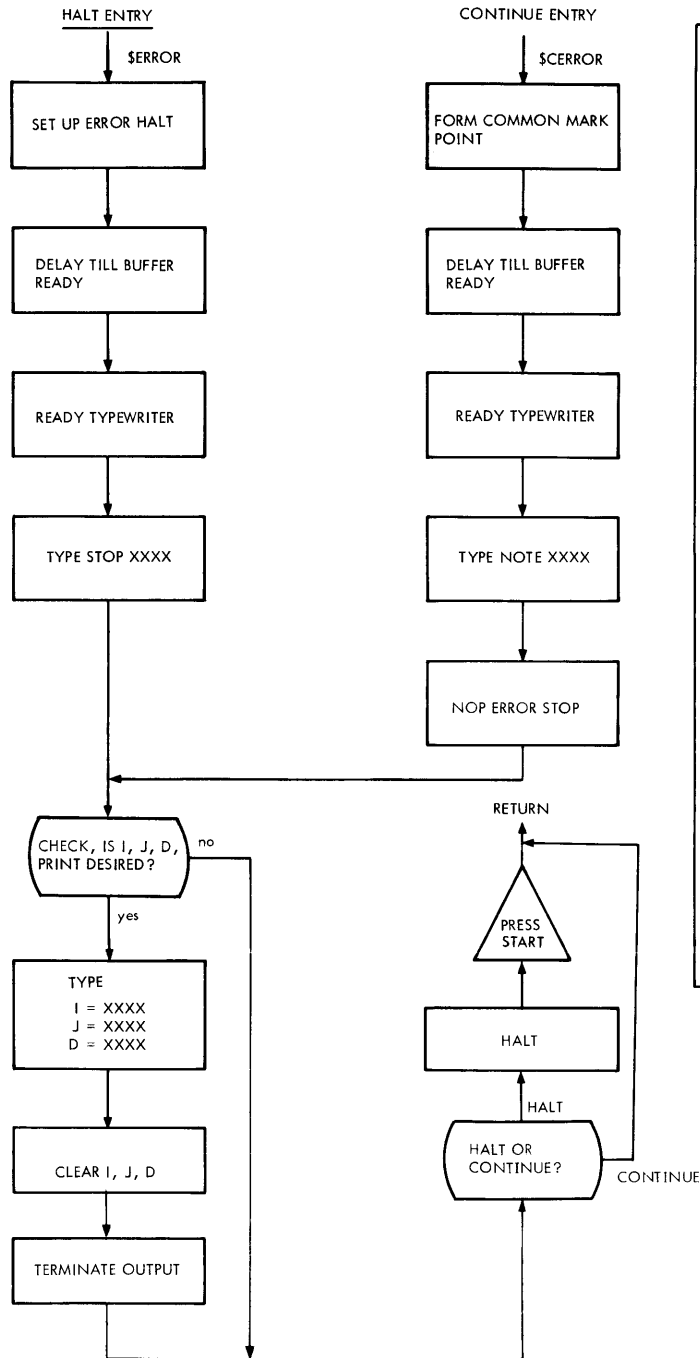 HALT ENTRY
$ERROR
SET UP ERROR HALT
DELAY TILL BUFFER
READY
READY TYPEWRITER
TYPE STOP XXXX
CONTINUE ENTRY
$CERROR
FORM COMMON MARK
POINT
DELAY TILL BUFFER
READY
READY TYPEWRITER
TYPE NOTE XXXX
NOP ERROR STOP
CHECK, IS I, J, D,
PRINT DESIRED?
no
yes
TYPE
I = XXXX
J = XXXX
D = XXXX
CLEAR I, J, D
TERMINATE OUTPUT
RETURN
PRESS
START
HALT
HALT
HALT OR
CONTINUE?
CONTINUE